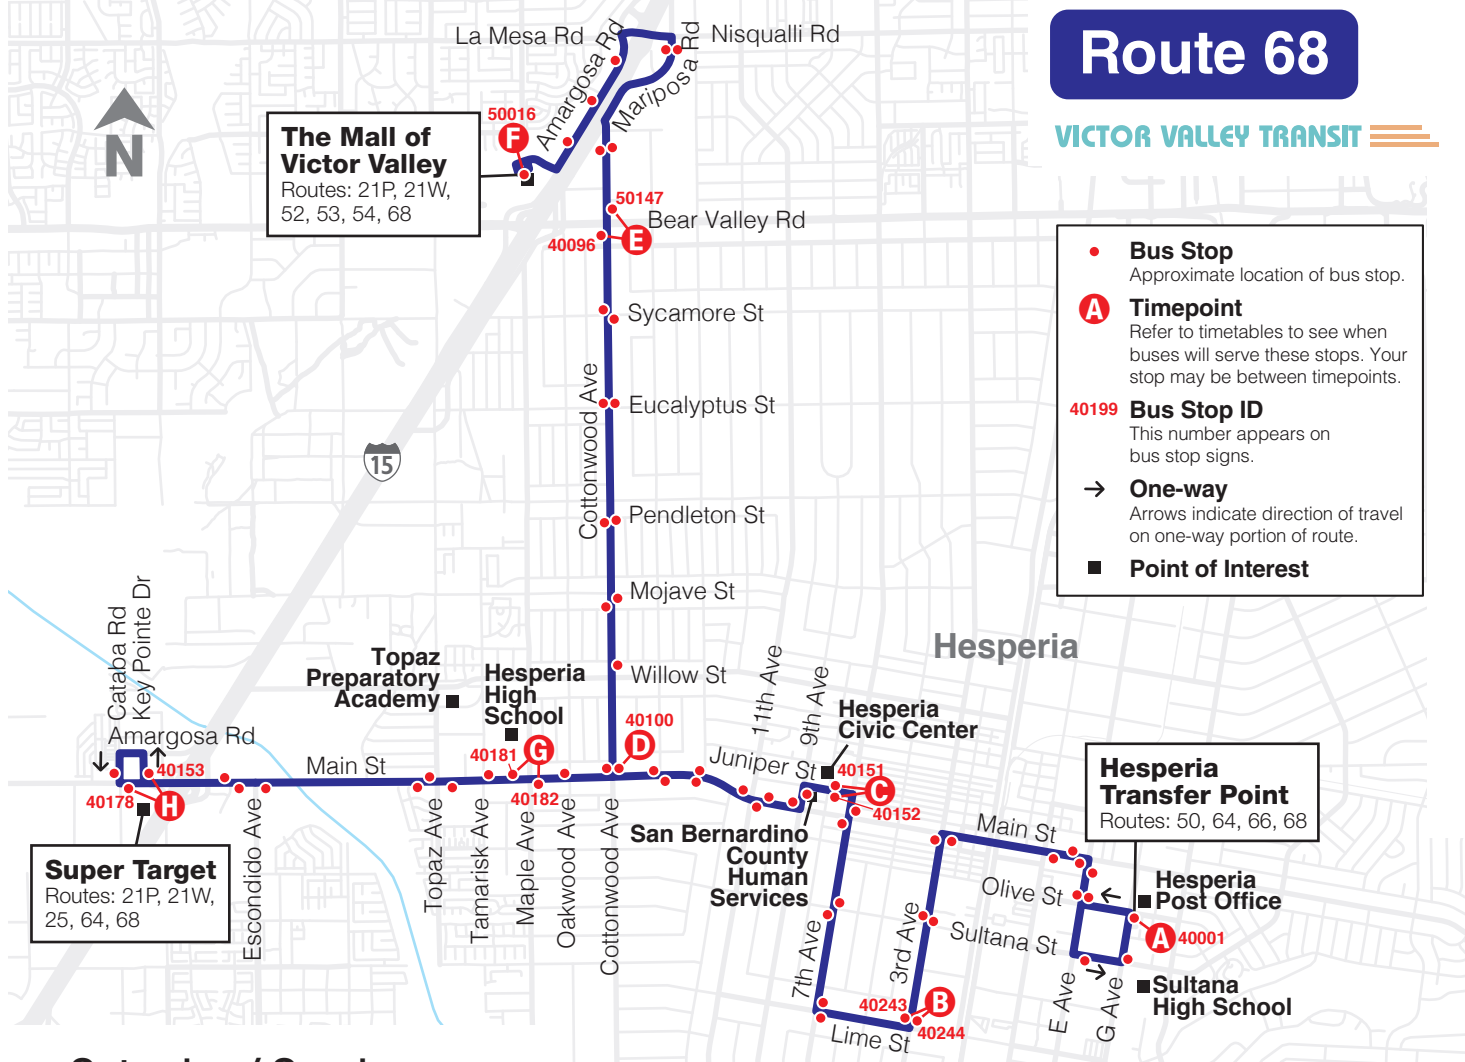 Route 68
VICTOR VALLEY TRANSIT
La Mesa Rd
Nisqualli Rd
Amargosa Rd
Mariposa Rd
N
The Mall of
Victor Valley
Routes: 21P, 21W,
52, 53, 54, 68
50016
F
50147
Bear Valley Rd
40096
E
Sycamore St
Cottonwood Ave
Eucalyptus St
15
Pendleton St
Mojave St
Willow St
Bus Stop
Approximate location of bus stop.
A
Timepoint
Refer to timetables to see when
buses will serve these stops. Your
stop may be between timepoints.
40199
Bus Stop ID
This number appears on
bus stop signs.
One-way
Arrows indicate direction of travel
on one-way portion of route.
Point of Interest
Hesperia
Cataba Rd
Key Pointe Dr
Amargosa Rd
Topaz
Preparatory
Academy
Hesperia
High
School
40100
D
40181
G
40182
Main St
40153
40178
H
Super Target
Routes: 21P, 21W,
25, 64, 68
Escondido Ave
Topaz Ave
Tamarisk Ave
Maple Ave
Oakwood Ave
Cottonwood Ave
11th Ave
9th Ave
Juniper St
Hesperia
Civic Center
40151
C
40152
San Bernardino
County
Human
Services
Hesperia
Transfer Point
Routes: 50, 64, 66, 68
Main St
Olive St
Hesperia
Post Office
A
40001
Sultana St
Sultana
High School
7th Ave
3rd Ave
E Ave
G Ave
40243
B
40244
Lime St